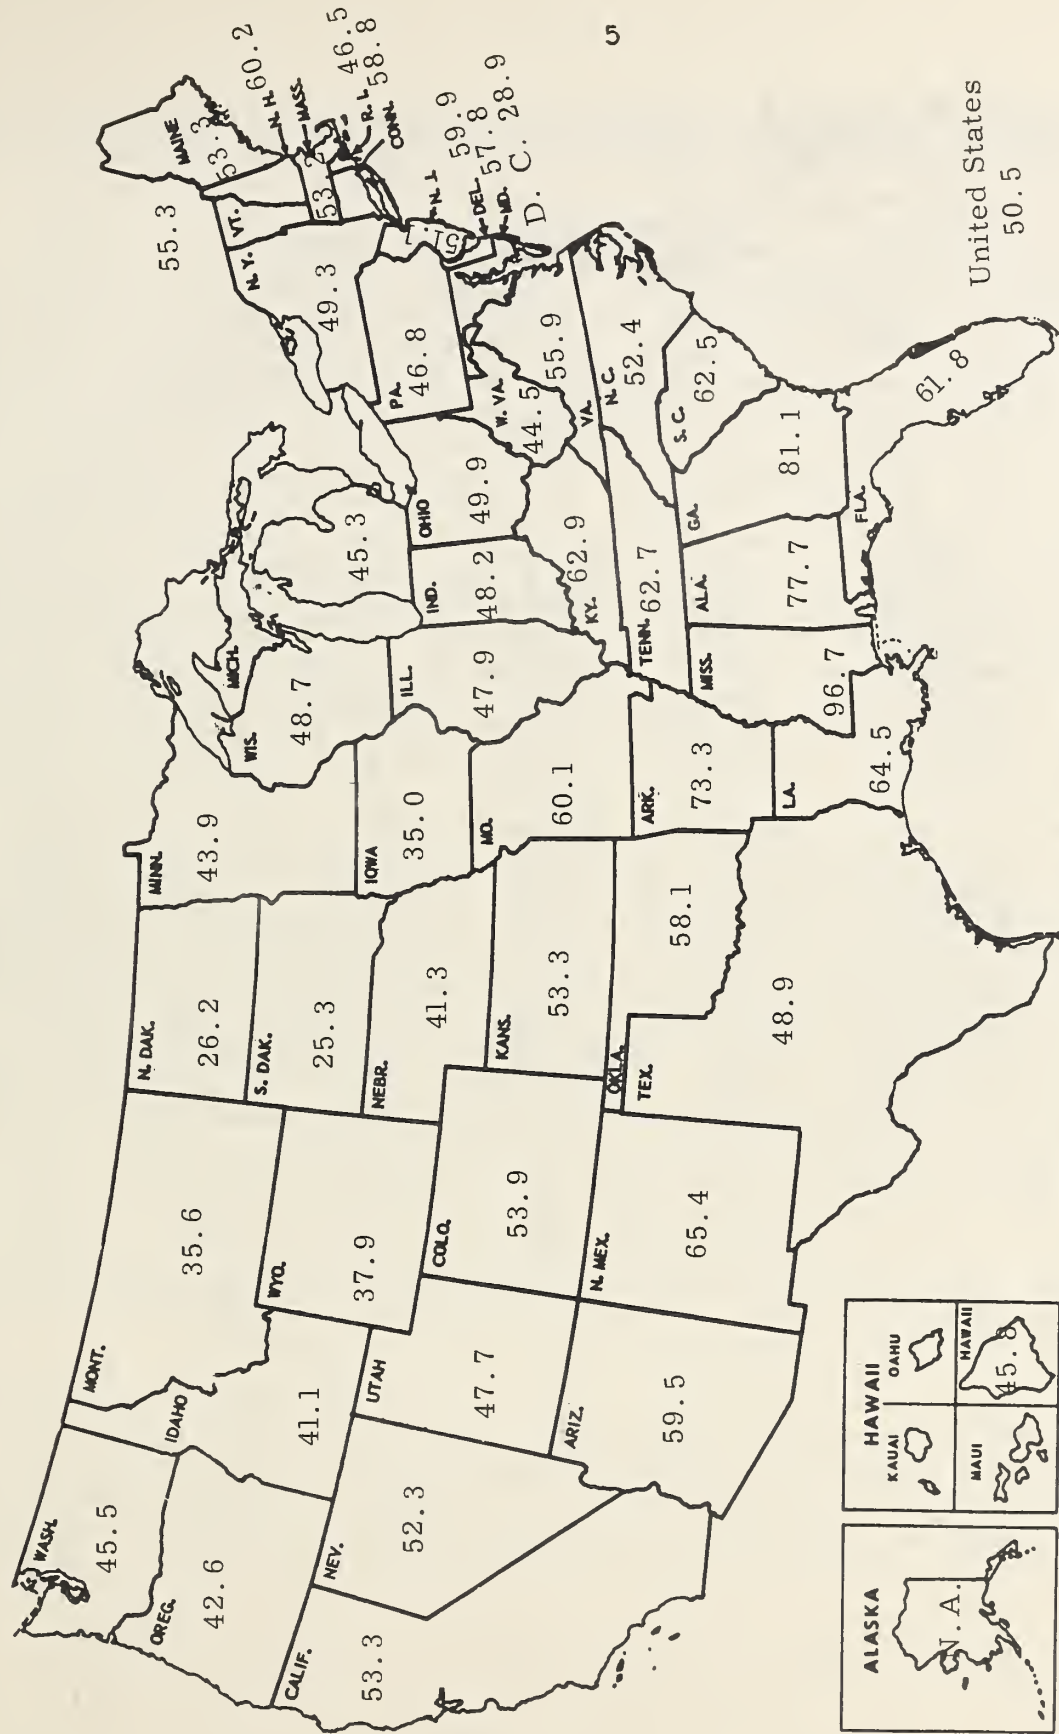 5
WASH.
45.5
OREG.
42.6
CALIF.
53.3
IDAHO
41.1
NEV.
52.3
MONT.
35.6
WYO.
37.9
UTAH
47.7
COLO.
53.9
ARIZ.
59.5
N. MEX.
65.4
N. DAK.
26.2
S. DAK.
25.3
NEBR.
41.3
KANS.
53.3
OKLA.
58.1
TEX.
48.9
MINN.
43.9
IOWA
35.0
MO.
60.1
ARK.
73.3
LA.
64.5
WIS.
48.7
ILL.
47.9
MICH.
45.3
IND.
48.2
OHIO
49.9
KY.
62.9
TENN.
62.7
MISS.
96.7
ALA.
77.7
GA.
81.1
FLA.
61.8
S. C.
62.5
N. C.
52.4
VA.
55.9
W. VA.
44.5
PA.
46.8
N. Y.
49.3
VT.
55.3
MAINE
53.3
N. H. 60.2
MASS.
53.2
R. I. 46.5
CONN. 58.8
N. J.
51.1
DEL. 59.9
MD. 57.8
D. C. 28.9
ALASKA
N.A.
HAWAII
KAUAI
OAHU
MAUI
HAWAII
45.8
United States
50.5